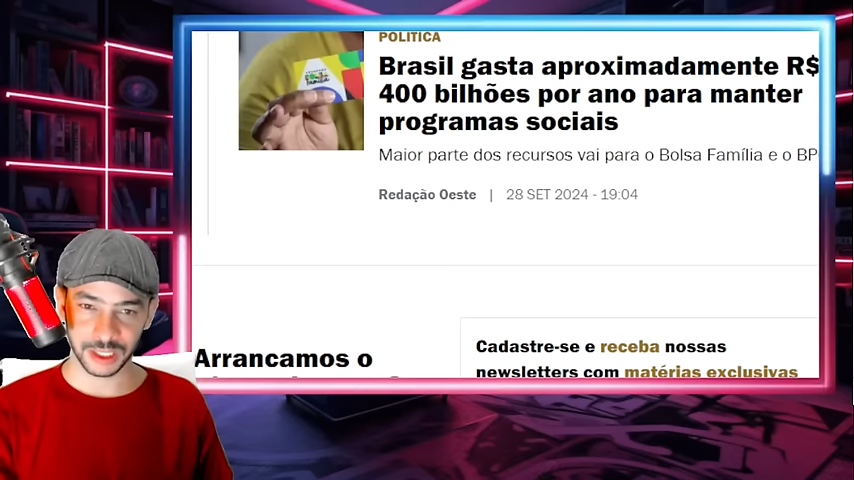 POLÍTICA
Brasil gasta aproximadamente R$
400 bilhões por ano para manter
programas sociais
Maior parte dos recursos vai para o Bolsa Família e o BP
Redação Oeste | 28 SET 2024 - 19:04
Arrancamos o
Cadastre-se e receba nossas
newsletters com matérias exclusivas